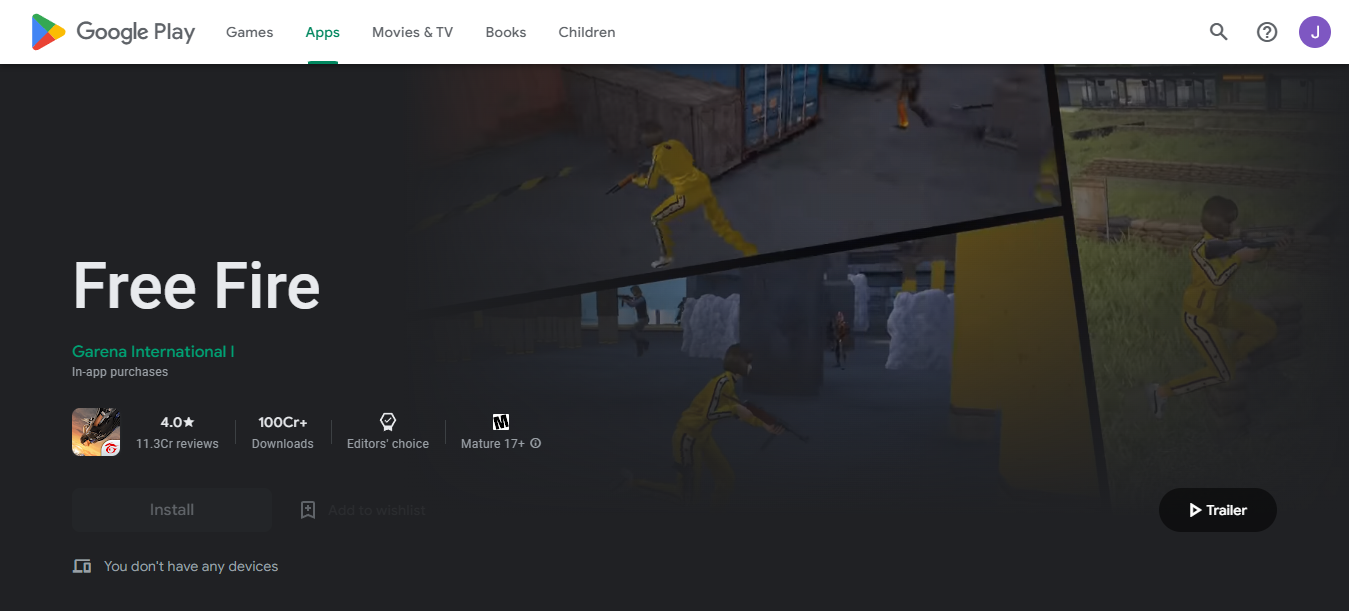 Google Play Games Apps Movies & TV Books Children J
Free Fire
Garena International I
In-app purchases
4.0★ 100Cr+
11.3Cr reviews Downloads Editors' choice Mature 17+
Install Add to wishlist Trailer
You don't have any devices